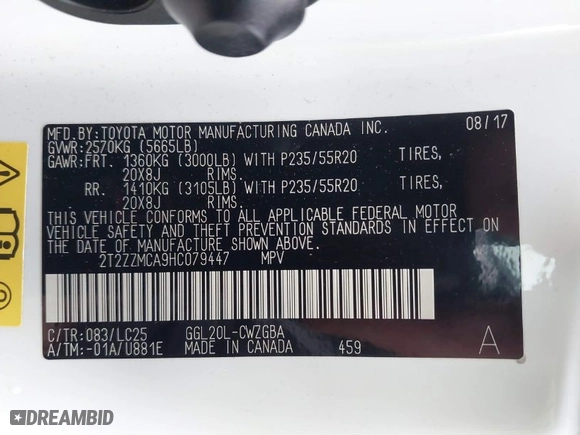 MFD.BY:TOYOTA MOTOR MANUFACTURING CANADA INC. 08/17
GVWR:2570KG (5665LB)
GAWR:FRT. 1360KG (3000LB) WITH P235/55R20 TIRES,
20X8J RIMS.
RR. 1410KG (3105LB) WITH P235/55R20 TIRES,
20X8J RIMS.
THIS VEHICLE CONFORMS TO ALL APPLICABLE FEDERAL MOTOR
VEHICLE SAFETY AND THEFT PREVENTION STANDARDS IN EFFECT ON
THE DATE OF MANUFACTURE SHOWN ABOVE.
2T2ZZMCA9HC079447 MPV
C/TR: 083/LC25 GGL20L-CWZGBA
A/TM:-01A/U881E MADE IN CANADA 459 A
DREAMBID